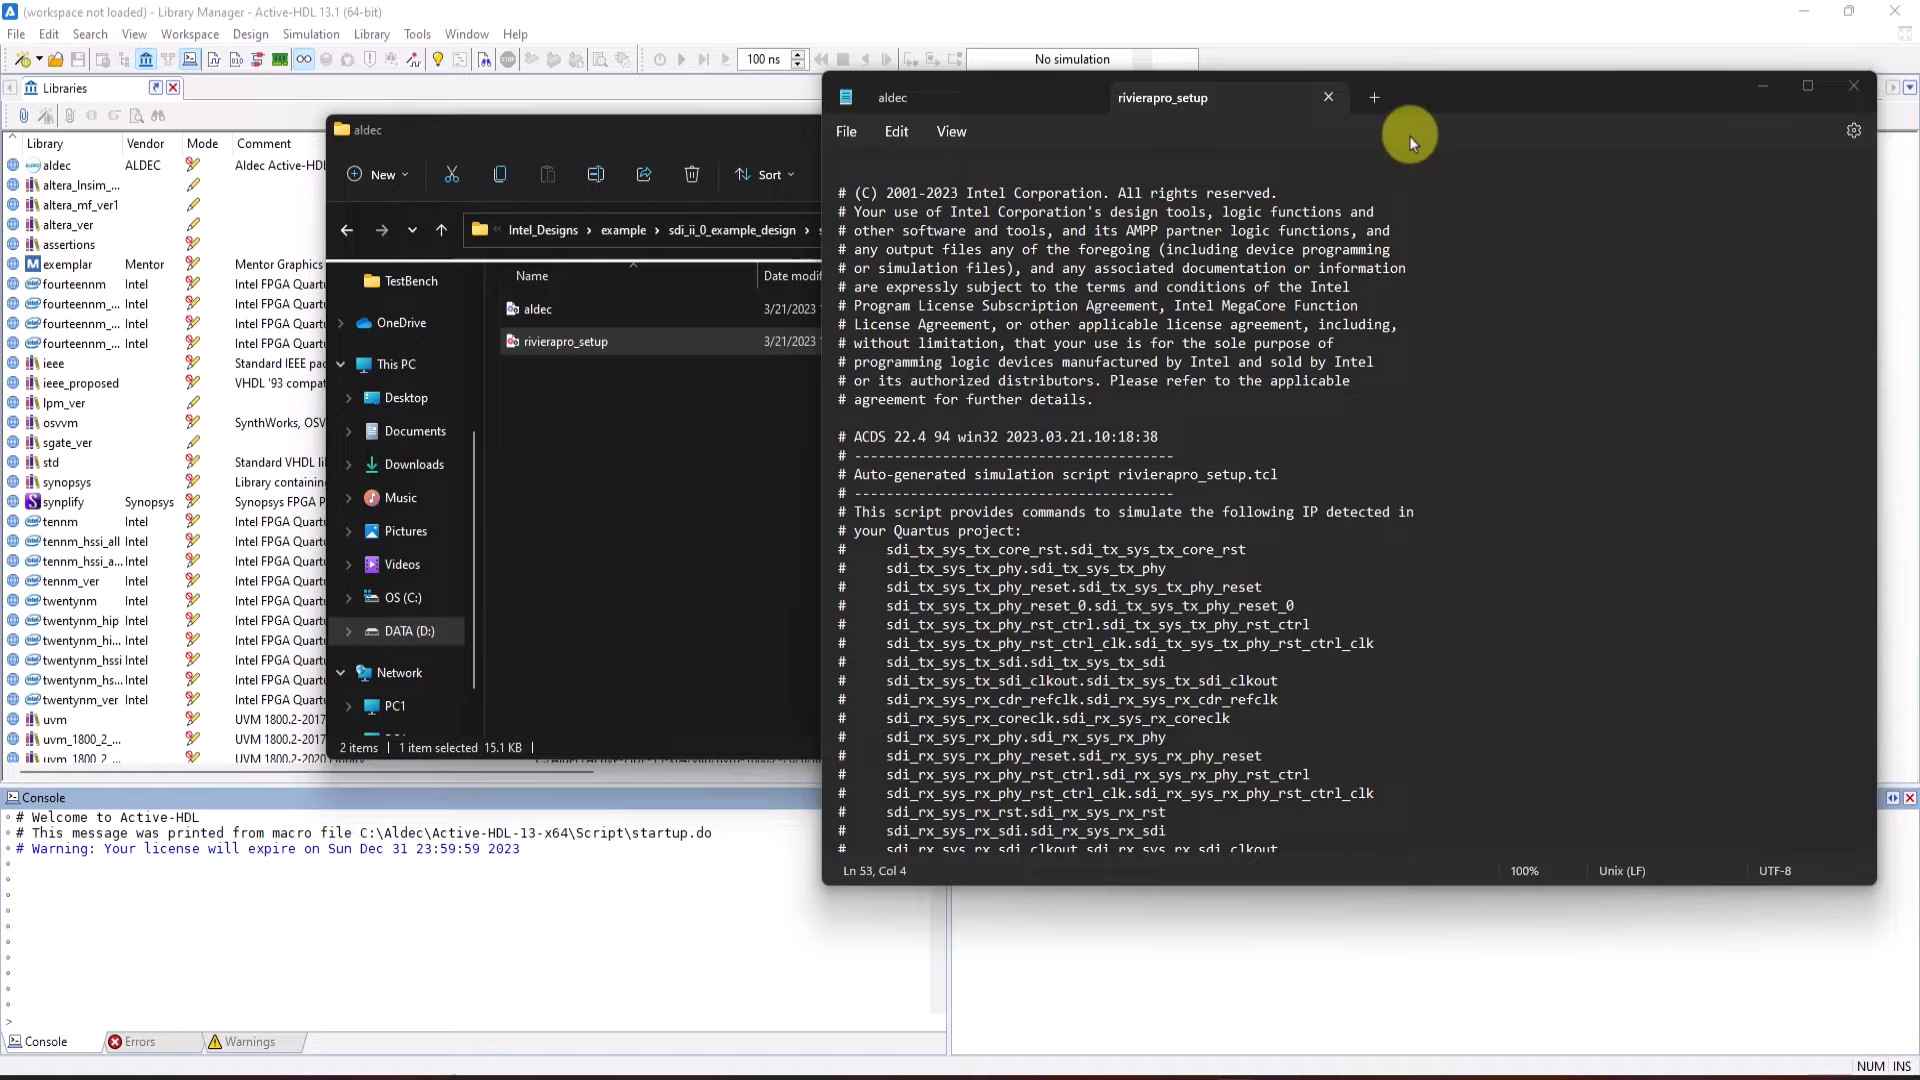 (workspace not loaded) - Library Manager - Active-HDL 13.1 (64-bit)
File Edit Search View Workspace Design Simulation Library Tools Window Help
100 ns
No simulation
Libraries
Library Vendor Mode Comment
aldec ALDEC Aldec Active-HDL
altera_lnsim_...
altera_mf_ver1
altera_ver
assertions
exemplar Mentor Mentor Graphics
fourteennm Intel Intel FPGA Quart
fourteennm_... Intel Intel FPGA Quart
fourteennm_... Intel Intel FPGA Quart
fourteennm_... Intel Intel FPGA Quart
ieee Standard IEEE pac
ieee_proposed VHDL '93 compat
lpm_ver
osvvm SynthWorks, OSV
sgate_ver
std Standard VHDL li
synopsys Library containin
synplify Synopsys Synopsys FPGA P
tennm Intel Intel FPGA Quart
tennm_hssi_all Intel Intel FPGA Quart
tennm_hssi_a... Intel Intel FPGA Quart
tennm_ver Intel Intel FPGA Quart
twentynm Intel Intel FPGA Quart
twentynm_hip Intel Intel FPGA Quart
twentynm_hi... Intel Intel FPGA Quart
twentynm_hssi Intel Intel FPGA Quart
twentynm_hs... Intel Intel FPGA Quart
twentynm_ver Intel Intel FPGA Quart
uvm UVM 1800.2-2017
uvm_1800_2_... UVM 1800.2-2017
uvm_1800_2_... UVM 1800.2-2020 Library
aldec
New
Sort
Intel_Designs > example > sdi_ii_0_example_design >
Name Date modifi
TestBench
OneDrive
This PC
Desktop
Documents
Downloads
Music
Pictures
Videos
OS (C:)
DATA (D:)
Network
PC1
aldec 3/21/2023
rivierapro_setup 3/21/2023
2 items 1 item selected 15.1 KB
aldec
rivierapro_setup
File Edit View
# (C) 2001-2023 Intel Corporation. All rights reserved.
# Your use of Intel Corporation's design tools, logic functions and
# other software and tools, and its AMPP partner logic functions, and
# any output files any of the foregoing (including device programming
# or simulation files), and any associated documentation or information
# are expressly subject to the terms and conditions of the Intel
# Program License Subscription Agreement, Intel MegaCore Function
# License Agreement, or other applicable license agreement, including,
# without limitation, that your use is for the sole purpose of
# programming logic devices manufactured by Intel and sold by Intel
# or its authorized distributors. Please refer to the applicable
# agreement for further details.
# ACDS 22.4 94 win32 2023.03.21.10:18:38
# ----------------------------------------
# Auto-generated simulation script rivierapro_setup.tcl
# ----------------------------------------
# This script provides commands to simulate the following IP detected in
# your Quartus project:
# sdi_tx_sys_tx_core_rst.sdi_tx_sys_tx_core_rst
# sdi_tx_sys_tx_phy.sdi_tx_sys_tx_phy
# sdi_tx_sys_tx_phy_reset.sdi_tx_sys_tx_phy_reset
# sdi_tx_sys_tx_phy_reset_0.sdi_tx_sys_tx_phy_reset_0
# sdi_tx_sys_tx_phy_rst_ctrl.sdi_tx_sys_tx_phy_rst_ctrl
# sdi_tx_sys_tx_phy_rst_ctrl_clk.sdi_tx_sys_tx_phy_rst_ctrl_clk
# sdi_tx_sys_tx_sdi.sdi_tx_sys_tx_sdi
# sdi_tx_sys_tx_sdi_clkout.sdi_tx_sys_tx_sdi_clkout
# sdi_rx_sys_rx_cdr_refclk.sdi_rx_sys_rx_cdr_refclk
# sdi_rx_sys_rx_coreclk.sdi_rx_sys_rx_coreclk
# sdi_rx_sys_rx_phy.sdi_rx_sys_rx_phy
# sdi_rx_sys_rx_phy_reset.sdi_rx_sys_rx_phy_reset
# sdi_rx_sys_rx_phy_rst_ctrl.sdi_rx_sys_rx_phy_rst_ctrl
# sdi_rx_sys_rx_phy_rst_ctrl_clk.sdi_rx_sys_rx_phy_rst_ctrl_clk
# sdi_rx_sys_rx_rst.sdi_rx_sys_rx_rst
# sdi_rx_sys_rx_sdi.sdi_rx_sys_rx_sdi
# sdi_rx_sys_rx_sdi_clkout.sdi_rx_sys_rx_sdi_clkout
Ln 53, Col 4 100% Unix (LF) UTF-8
Console
# Welcome to Active-HDL
# This message was printed from macro file C:\Aldec\Active-HDL-13-x64\Script\startup.do
# Warning: Your license will expire on Sun Dec 31 23:59:59 2023
>
Console Errors Warnings
NUM INS